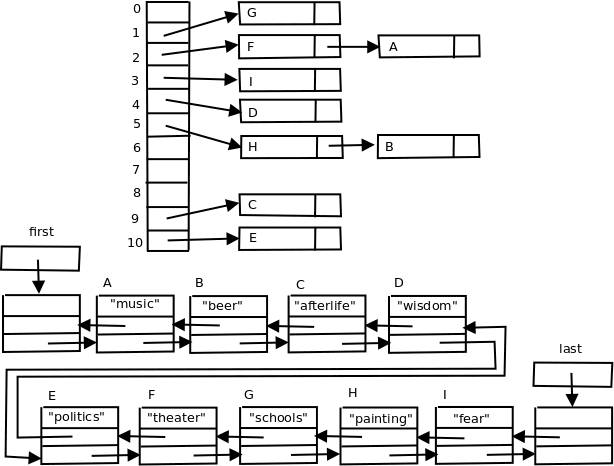 0
G
1
2
F
A
3
I
4
D
5
6
H
B
7
8
9
C
10
E
first
A B C D
"music" "beer" "afterlife" "wisdom"
last
E F G H I
"politics" "theater" "schools" "painting" "fear"